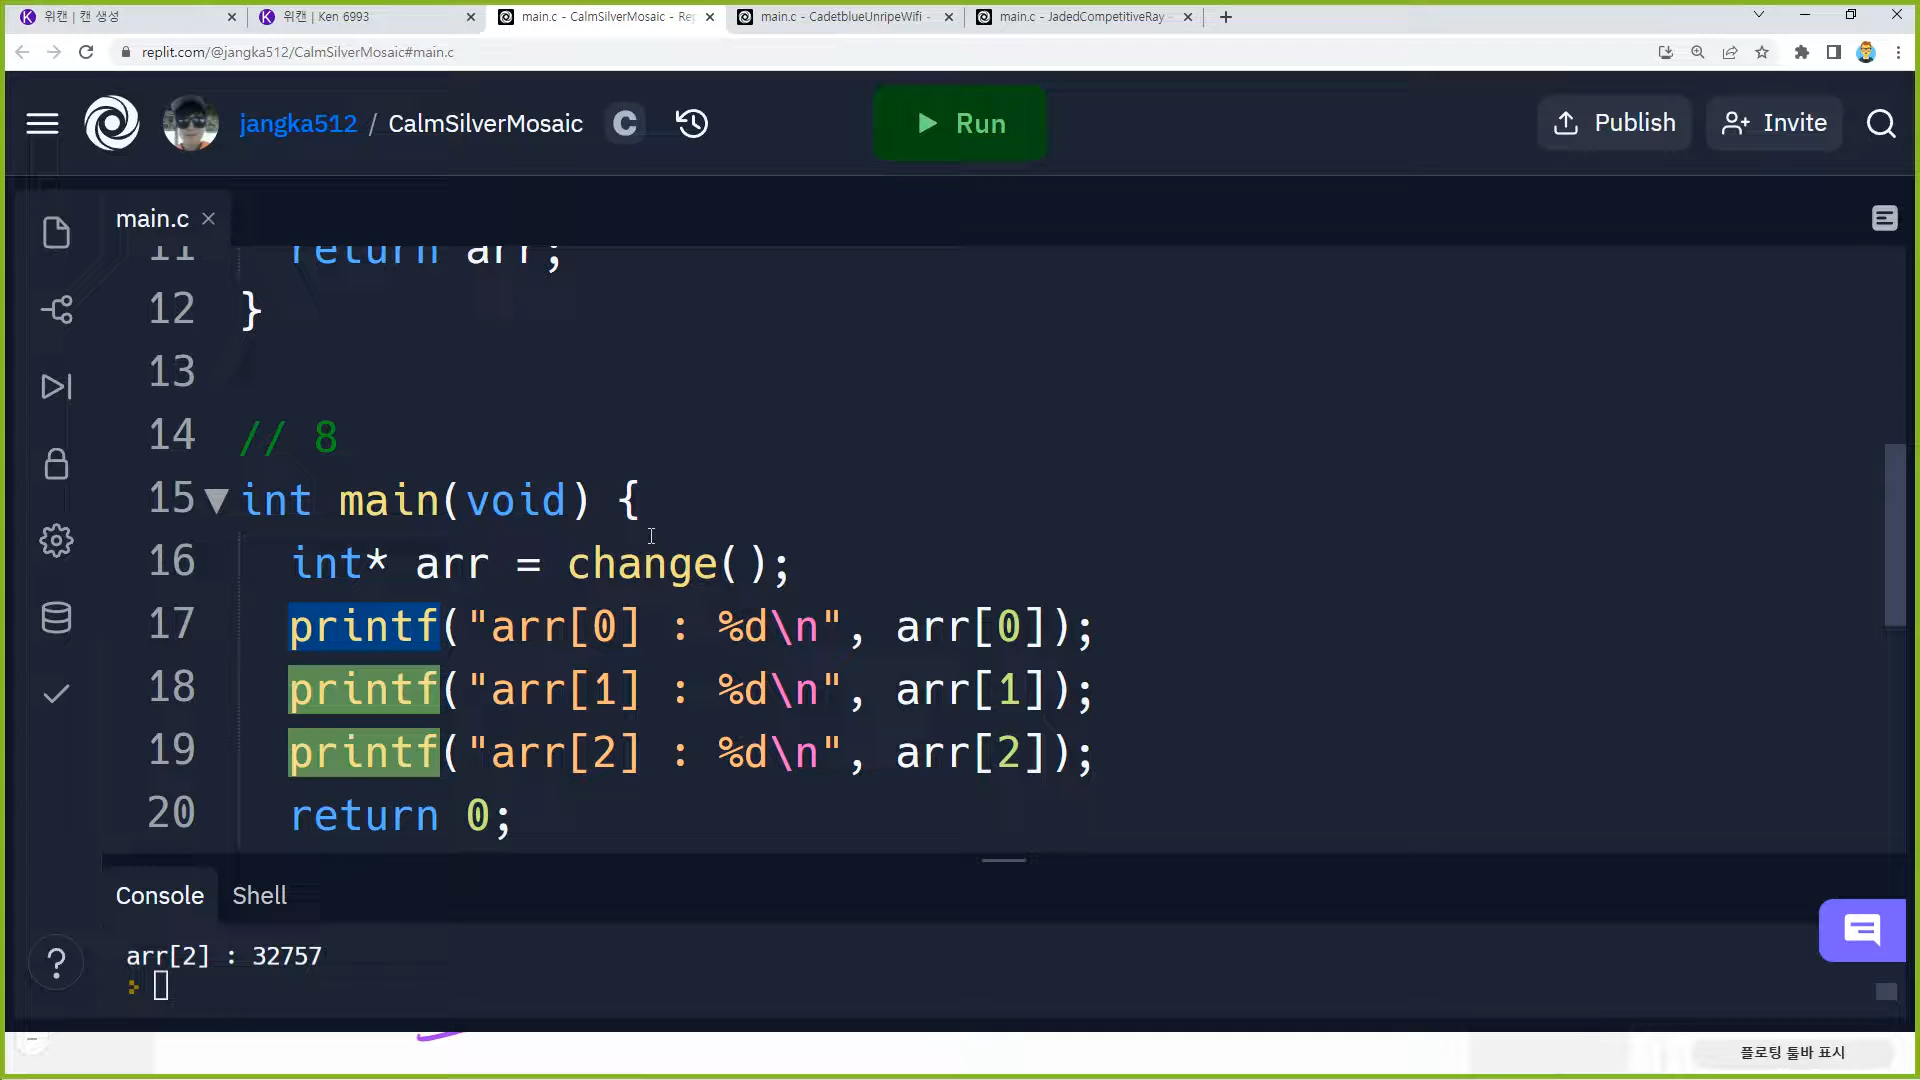 위캔 | 캔 생성
위캔 | Ken 6993
main.c - CalmSilverMosaic - Rep
main.c - CadetblueUnripeWifi -
main.c - JadedCompetitiveRay
replit.com/@jangka512/CalmSilverMosaic#main.c
jangka512 / CalmSilverMosaic C
Run
Publish
Invite
main.c
11 return arr;
12 }
13
14 // 8
15 int main(void) {
16 int* arr = change();
17 printf("arr[0] : %d\n", arr[0]);
18 printf("arr[1] : %d\n", arr[1]);
19 printf("arr[2] : %d\n", arr[2]);
20 return 0;
Console Shell
arr[2] : 32757
플로팅 툴바 표시